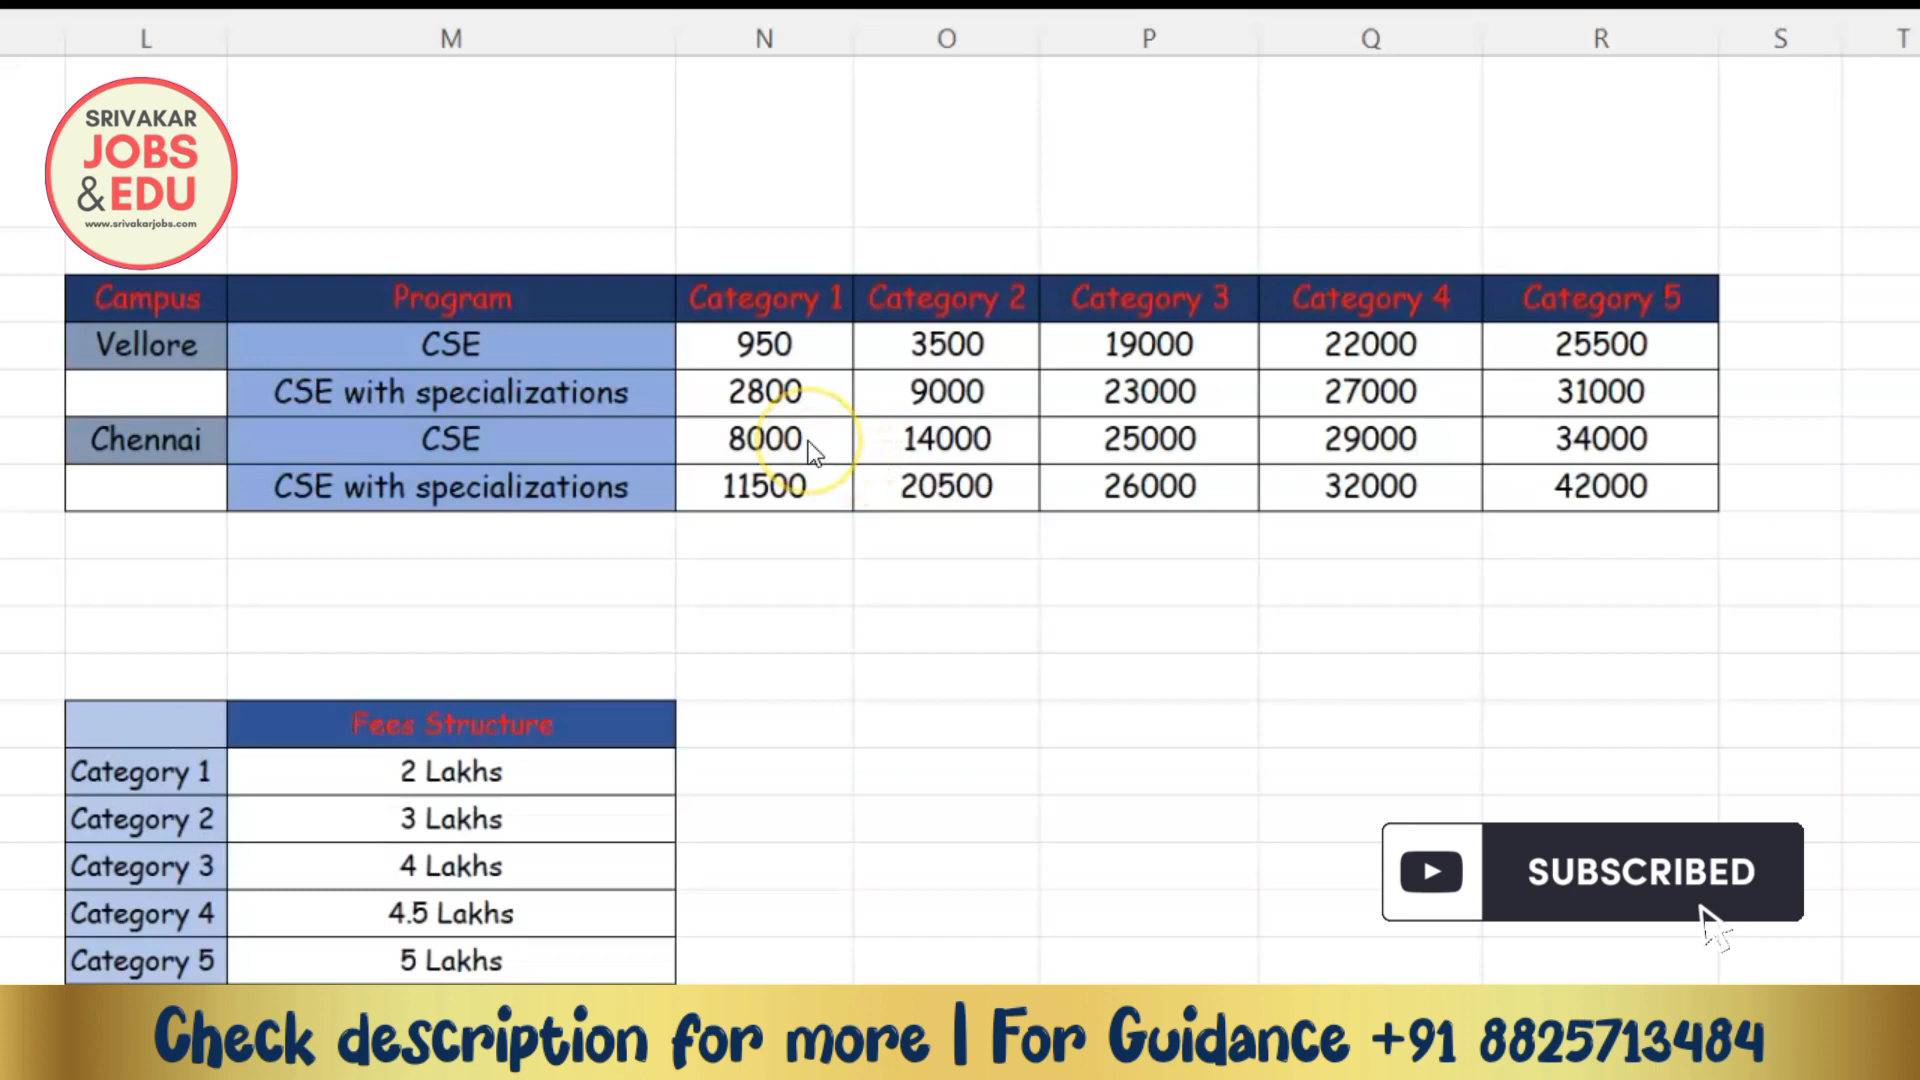 L M N O P Q R S T
SRIVAKAR
JOBS
&EDU
www.srivakarjobs.com
Campus Program Category 1 Category 2 Category 3 Category 4 Category 5
Vellore CSE 950 3500 19000 22000 25500
CSE with specializations 2800 9000 23000 27000 31000
Chennai CSE 8000 14000 25000 29000 34000
CSE with specializations 11500 20500 26000 32000 42000
Fees Structure
Category 1 2 Lakhs
Category 2 3 Lakhs
Category 3 4 Lakhs
Category 4 4.5 Lakhs
Category 5 5 Lakhs
SUBSCRIBED
Check description for more | For Guidance +91 8825713484